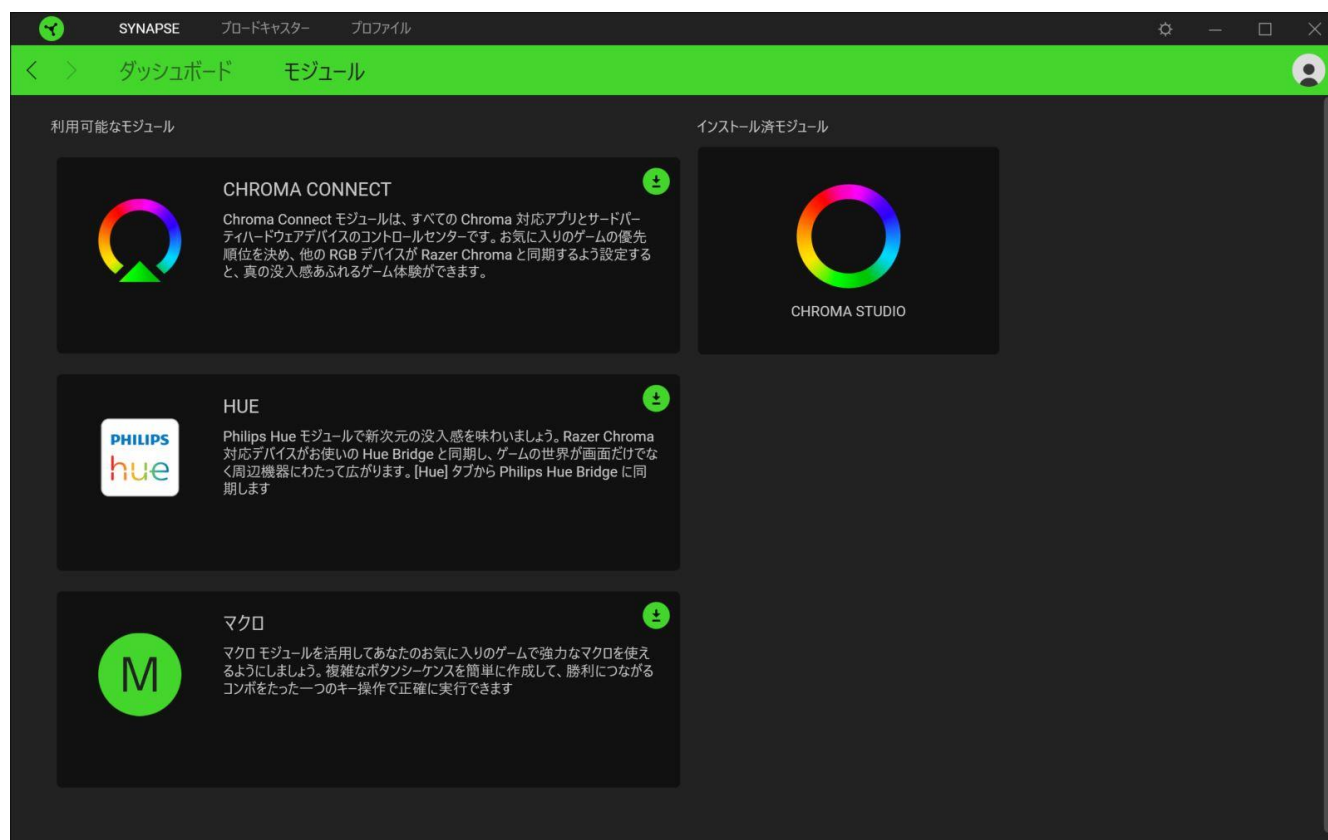 SYNAPSE ブロードキャスター プロファイル
ダッシュボード モジュール
利用可能なモジュール
CHROMA CONNECT
Chroma Connect モジュールは、すべての Chroma 対応アプリとサードパー
ティハードウェアデバイスのコントロールセンターです。お気に入りのゲームの優先
順位を決め、他の RGB デバイスが Razer Chroma と同期するよう設定する
と、真の没入感あふれるゲーム体験ができます。
PHILIPS
hue
HUE
Philips Hue モジュールで新次元の没入感を味わいましょう。Razer Chroma
対応デバイスがお使いの Hue Bridge と同期し、ゲームの世界が画面だけでな
く周辺機器にわたって広がります。[Hue] タブから Philips Hue Bridge に同
期します
M
マクロ
マクロ モジュールを活用してあなたのお気に入りのゲームで強力なマクロを使え
るようにしましょう。複雑なボタンシーケンスを簡単に作成して、勝利につながる
コンボをたった一つのキー操作で正確に実行できます
インストール済モジュール
CHROMA STUDIO